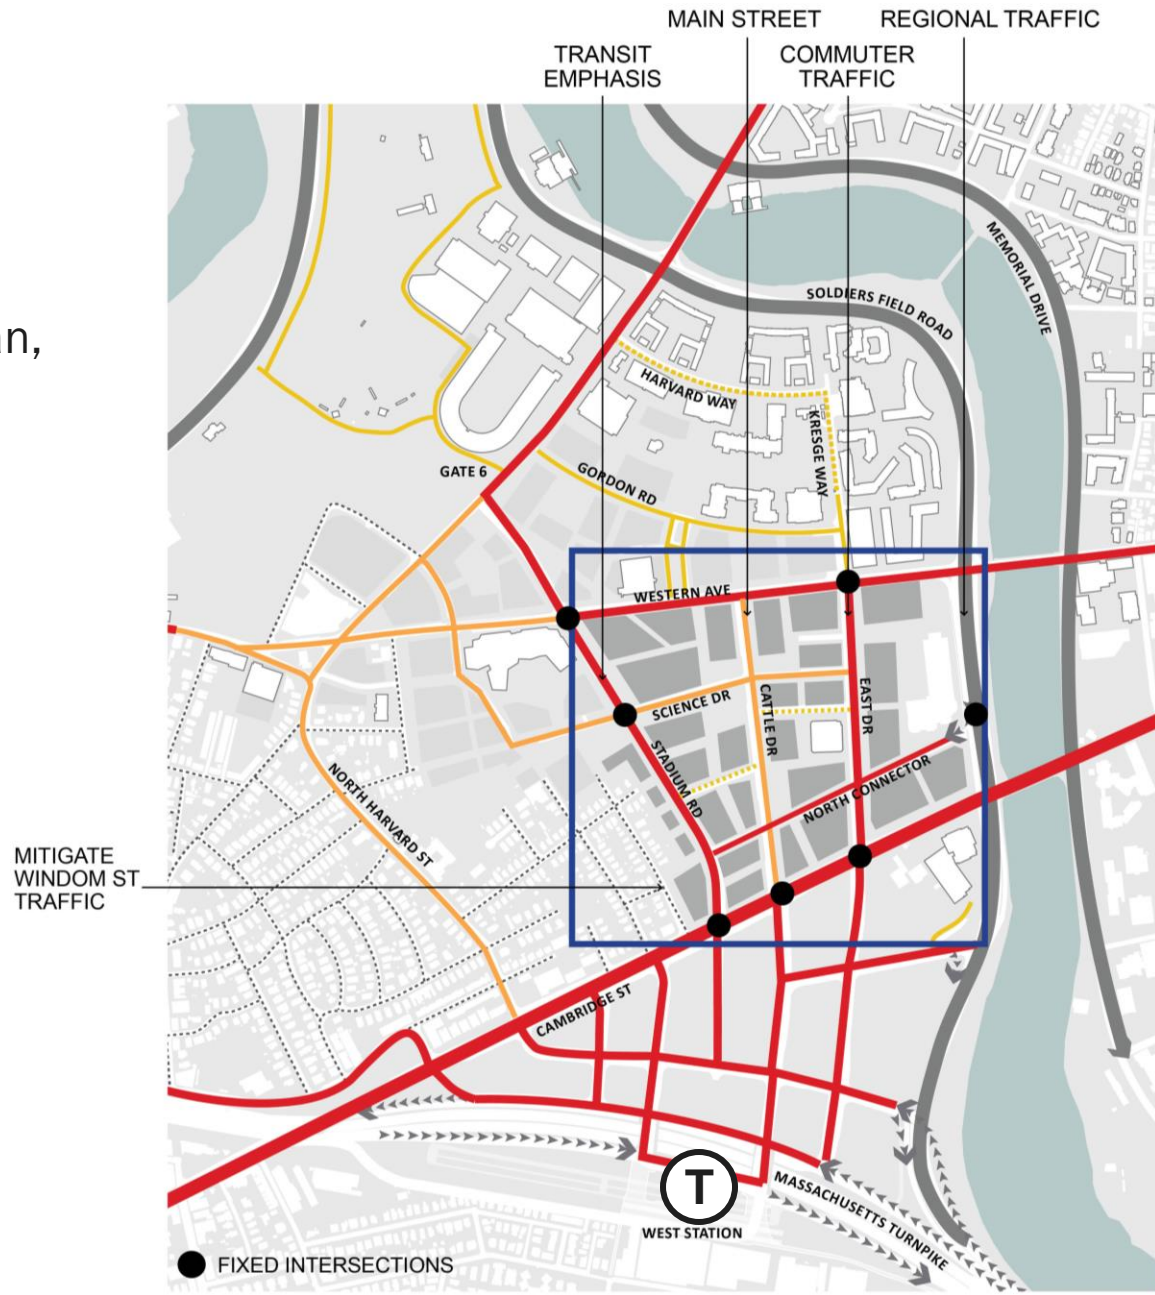 MAIN STREET
REGIONAL TRAFFIC
TRANSIT
EMPHASIS
COMMUTER
TRAFFIC
an,
MEMORIAL DRIVE
SOLDIERS FIELD ROAD
HARVARD WAY
KRESGE WAY
GATE 6
GORDON RD
WESTERN AVE
SCIENCE DR
CATTLE DR
EAST DR
STADIUM RD
NORTH CONNECTOR
NORTH HARVARD ST
MITIGATE
WINDOM ST
TRAFFIC
CAMBRIDGE ST
T
WEST STATION
MASSACHUSETTS TURNPIKE
FIXED INTERSECTIONS